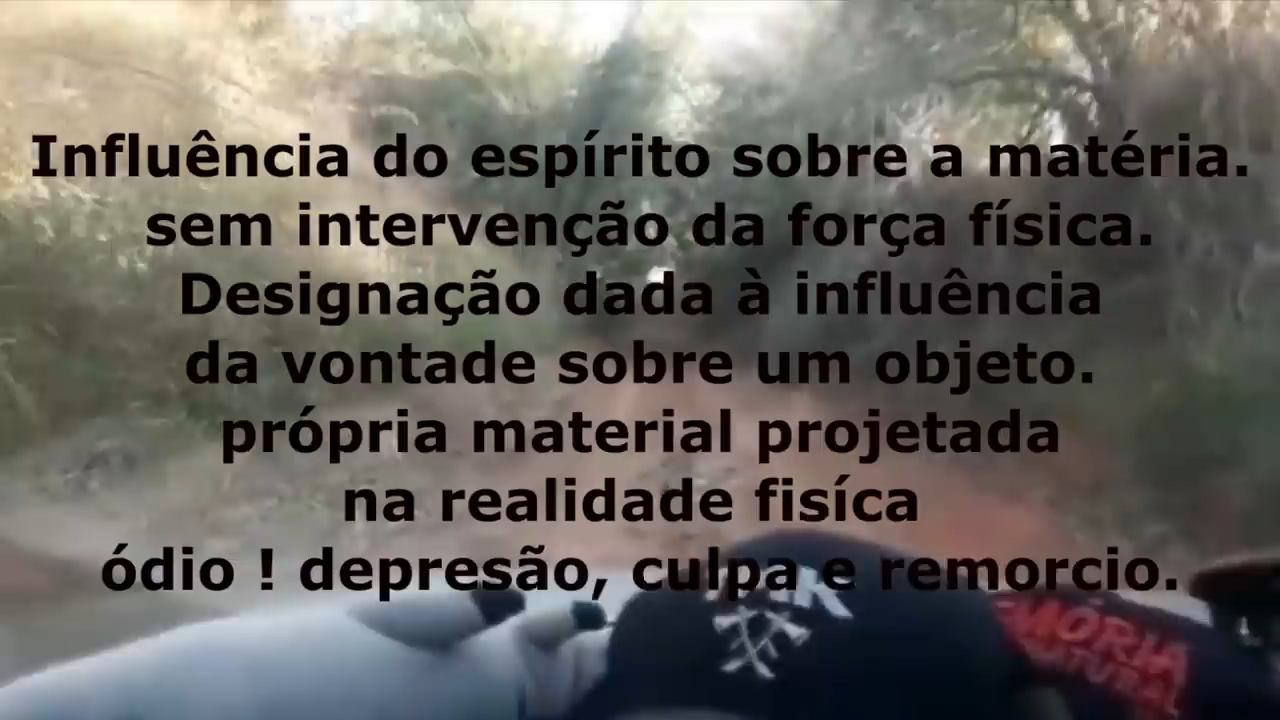 Influência do espírito sobre a matéria.
sem intervenção da força física.
Designação dada à influência
da vontade sobre um objeto.
própria material projetada
na realidade fisíca
ódio ! depresão, culpa e remorcio.